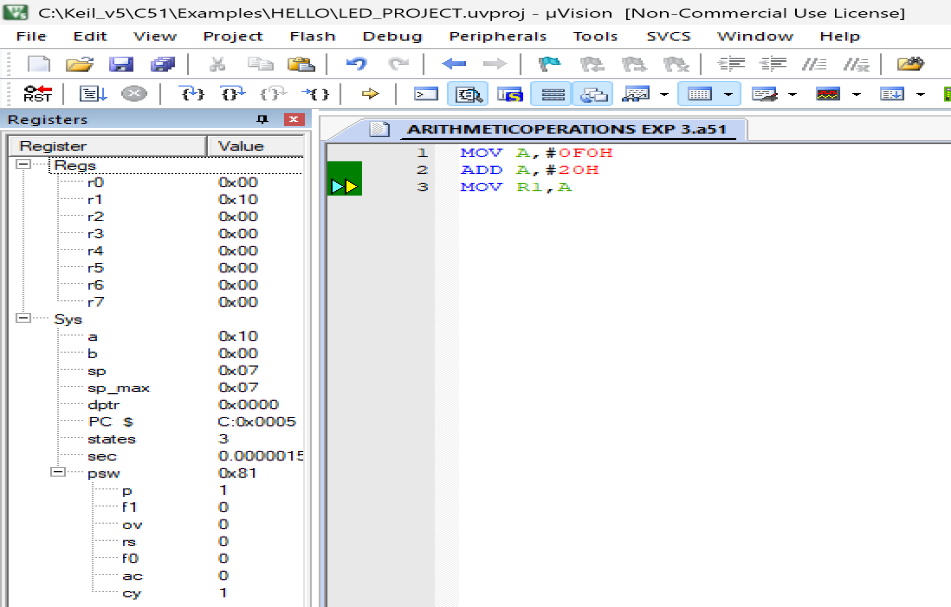 C:\Keil_v5\C51\Examples\HELLO\LED_PROJECT.uvproj - µVision [Non-Commercial Use License]
File Edit View Project Flash Debug Peripherals Tools SVCS Window Help
RST
Registers
ARITHMETICOPERATIONS EXP 3.a51
Register Value
Regs
r0 0x00
r1 0x10
r2 0x00
r3 0x00
r4 0x00
r5 0x00
r6 0x00
r7 0x00
Sys
a 0x10
b 0x00
sp 0x07
sp_max 0x07
dptr 0x0000
PC $ C:0x0005
states 3
sec 0.0000015
psw 0x81
p 1
f1 0
ov 0
rs 0
f0 0
ac 0
cy 1
1 MOV A,#0F0H
2 ADD A,#20H
3 MOV R1,A